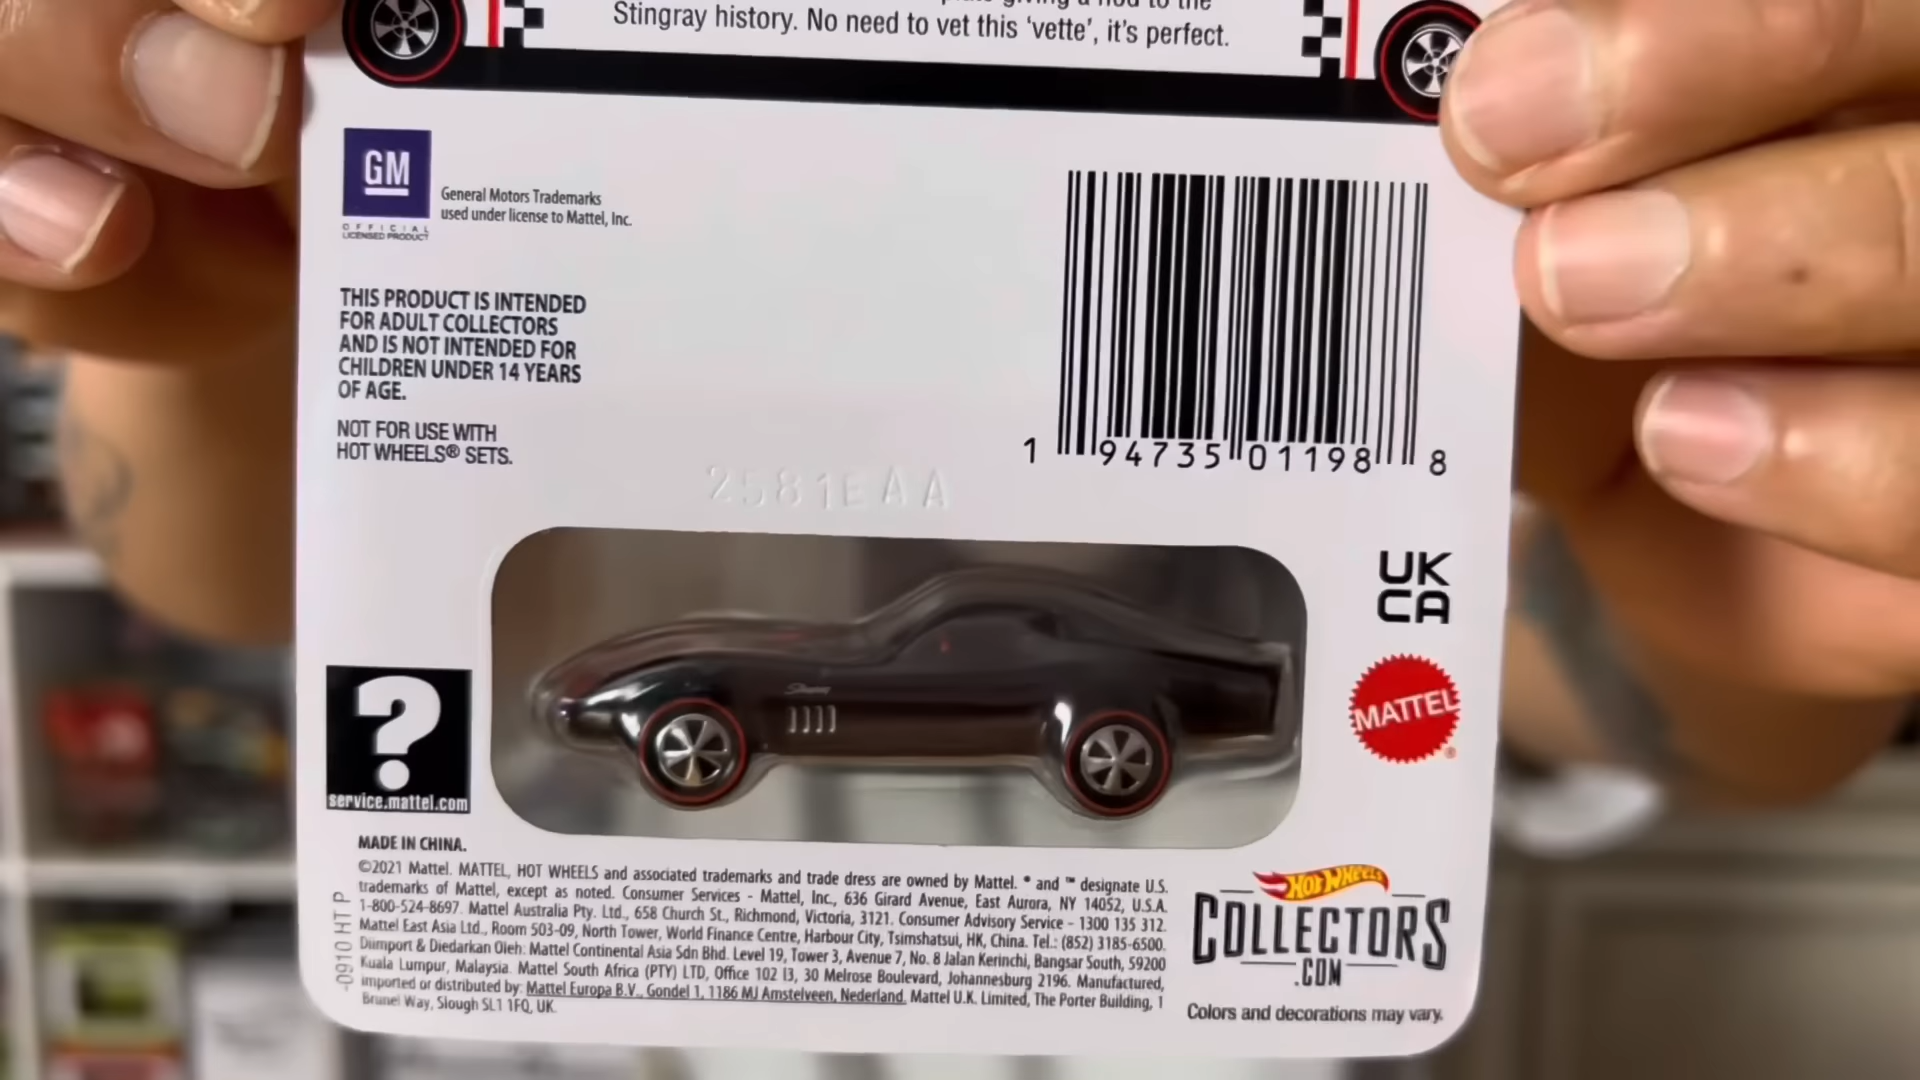 giving a nod to the
Stingray history. No need to vet this ‘vette’, it’s perfect.
GM
OFFICIAL
LICENSED PRODUCT
General Motors Trademarks
used under license to Mattel, Inc.
THIS PRODUCT IS INTENDED
FOR ADULT COLLECTORS
AND IS NOT INTENDED FOR
CHILDREN UNDER 14 YEARS
OF AGE.
NOT FOR USE WITH
HOT WHEELS® SETS.
1 94735 01198 8
2581EAA
UK
CA
MATTEL
®
Stingray
?
service.mattel.com
MADE IN CHINA.
©2021 Mattel. MATTEL, HOT WHEELS and associated trademarks and trade dress are owned by Mattel. ® and ™ designate U.S.
trademarks of Mattel, except as noted. Consumer Services - Mattel, Inc., 636 Girard Avenue, East Aurora, NY 14052, U.S.A.
1-800-524-8697. Mattel Australia Pty. Ltd., 658 Church St., Richmond, Victoria, 3121. Consumer Advisory Service - 1300 135 312.
Mattel East Asia Ltd., Room 503-09, North Tower, World Finance Centre, Harbour City, Tsimshatsui, HK, China. Tel.: (852) 3185-6500.
Diimport & Diedarkan Oleh: Mattel Continental Asia Sdn Bhd. Level 19, Tower 3, Avenue 7, No. 8 Jalan Kerinchi, Bangsar South, 59200
Kuala Lumpur, Malaysia. Mattel South Africa (PTY) LTD, Office 102 I3, 30 Melrose Boulevard, Johannesburg 2196. Manufactured,
imported or distributed by: Mattel Europa B.V., Gondel 1, 1186 MJ Amstelveen, Nederland. Mattel U.K. Limited, The Porter Building, 1
Brunel Way, Slough SL1 1FQ, UK.
-0910 HT P
HOT WHEELS
COLLECTORS
.COM
Colors and decorations may vary.